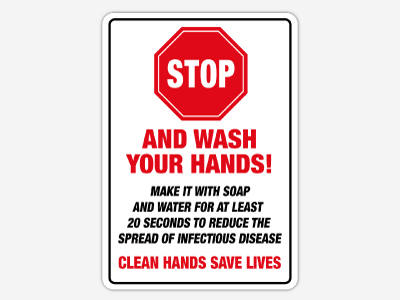 STOP
AND WASH
YOUR HANDS!
MAKE IT WITH SOAP
AND WATER FOR AT LEAST
20 SECONDS TO REDUCE THE
SPREAD OF INFECTIOUS DISEASE
CLEAN HANDS SAVE LIVES